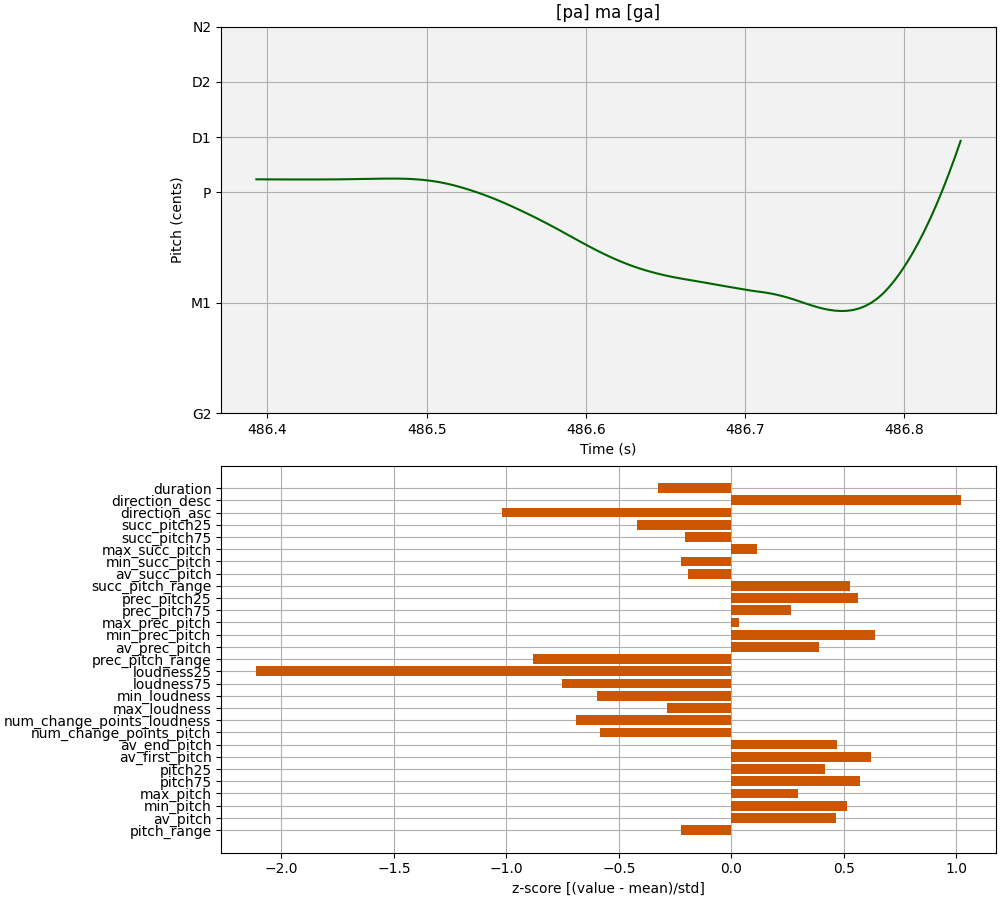 [pa] ma [ga]
N2
D2
D1
P
M1
G2
Pitch (cents)
486.4 486.5 486.6 486.7 486.8
Time (s)
duration
direction_desc
direction_asc
succ_pitch25
succ_pitch75
max_succ_pitch
min_succ_pitch
av_succ_pitch
succ_pitch_range
prec_pitch25
prec_pitch75
max_prec_pitch
min_prec_pitch
av_prec_pitch
prec_pitch_range
loudness25
loudness75
min_loudness
max_loudness
num_change_points_loudness
num_change_points_pitch
av_end_pitch
av_first_pitch
pitch25
pitch75
max_pitch
min_pitch
av_pitch
pitch_range
−2.0 −1.5 −1.0 −0.5 0.0 0.5 1.0
z-score [(value - mean)/std]